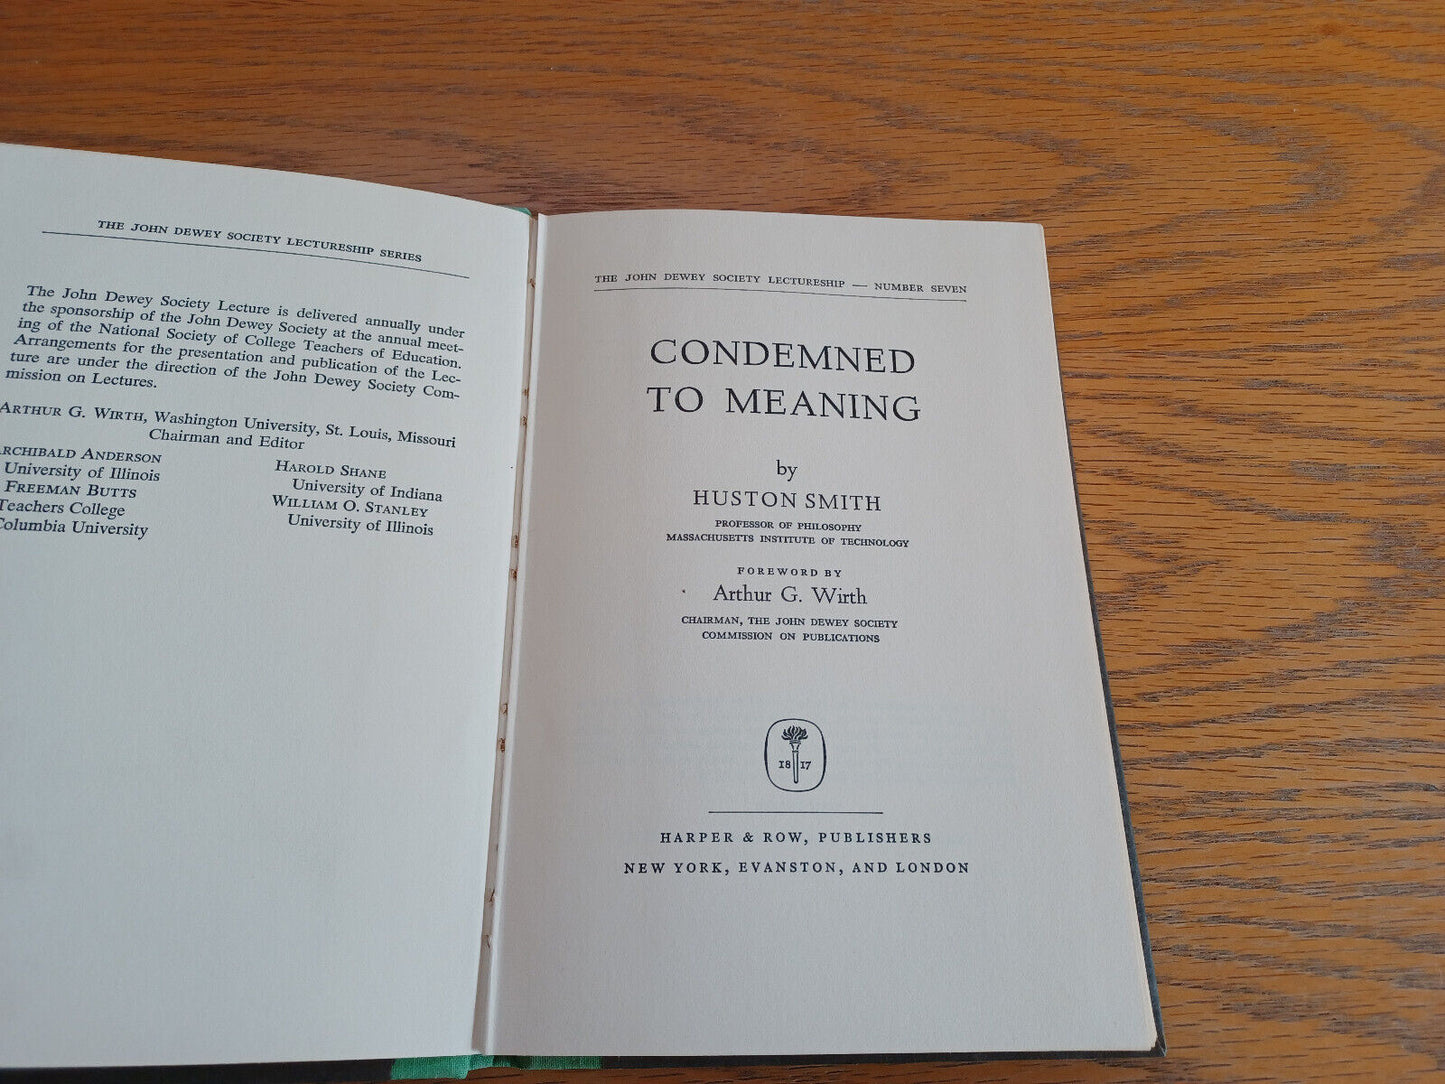 THE JOHN DEWEY SOCIETY LECTURESHIP SERIES
The John Dewey Society Lecture is delivered annually under
the sponsorship of the John Dewey Society at the annual meet-
ing of the National Society of College Teachers of Education.
Arrangements for the presentation and publication of the Lec-
ture are under the direction of the John Dewey Society Com-
mission on Lectures.
ARTHUR G. WIRTH, Washington University, St. Louis, Missouri
Chairman and Editor
RCHIBALD ANDERSON
University of Illinois
FREEMAN BUTTS
Teachers College
Columbia University
HAROLD SHANE
University of Indiana
WILLIAM O. STANLEY
University of Illinois
THE JOHN DEWEY SOCIETY LECTURESHIP — NUMBER SEVEN
CONDEMNED
TO MEANING
by
HUSTON SMITH
PROFESSOR OF PHILOSOPHY
MASSACHUSETTS INSTITUTE OF TECHNOLOGY
FOREWORD BY
Arthur G. Wirth
CHAIRMAN, THE JOHN DEWEY SOCIETY
COMMISSION ON PUBLICATIONS
18 17
HARPER & ROW, PUBLISHERS
NEW YORK, EVANSTON, AND LONDON